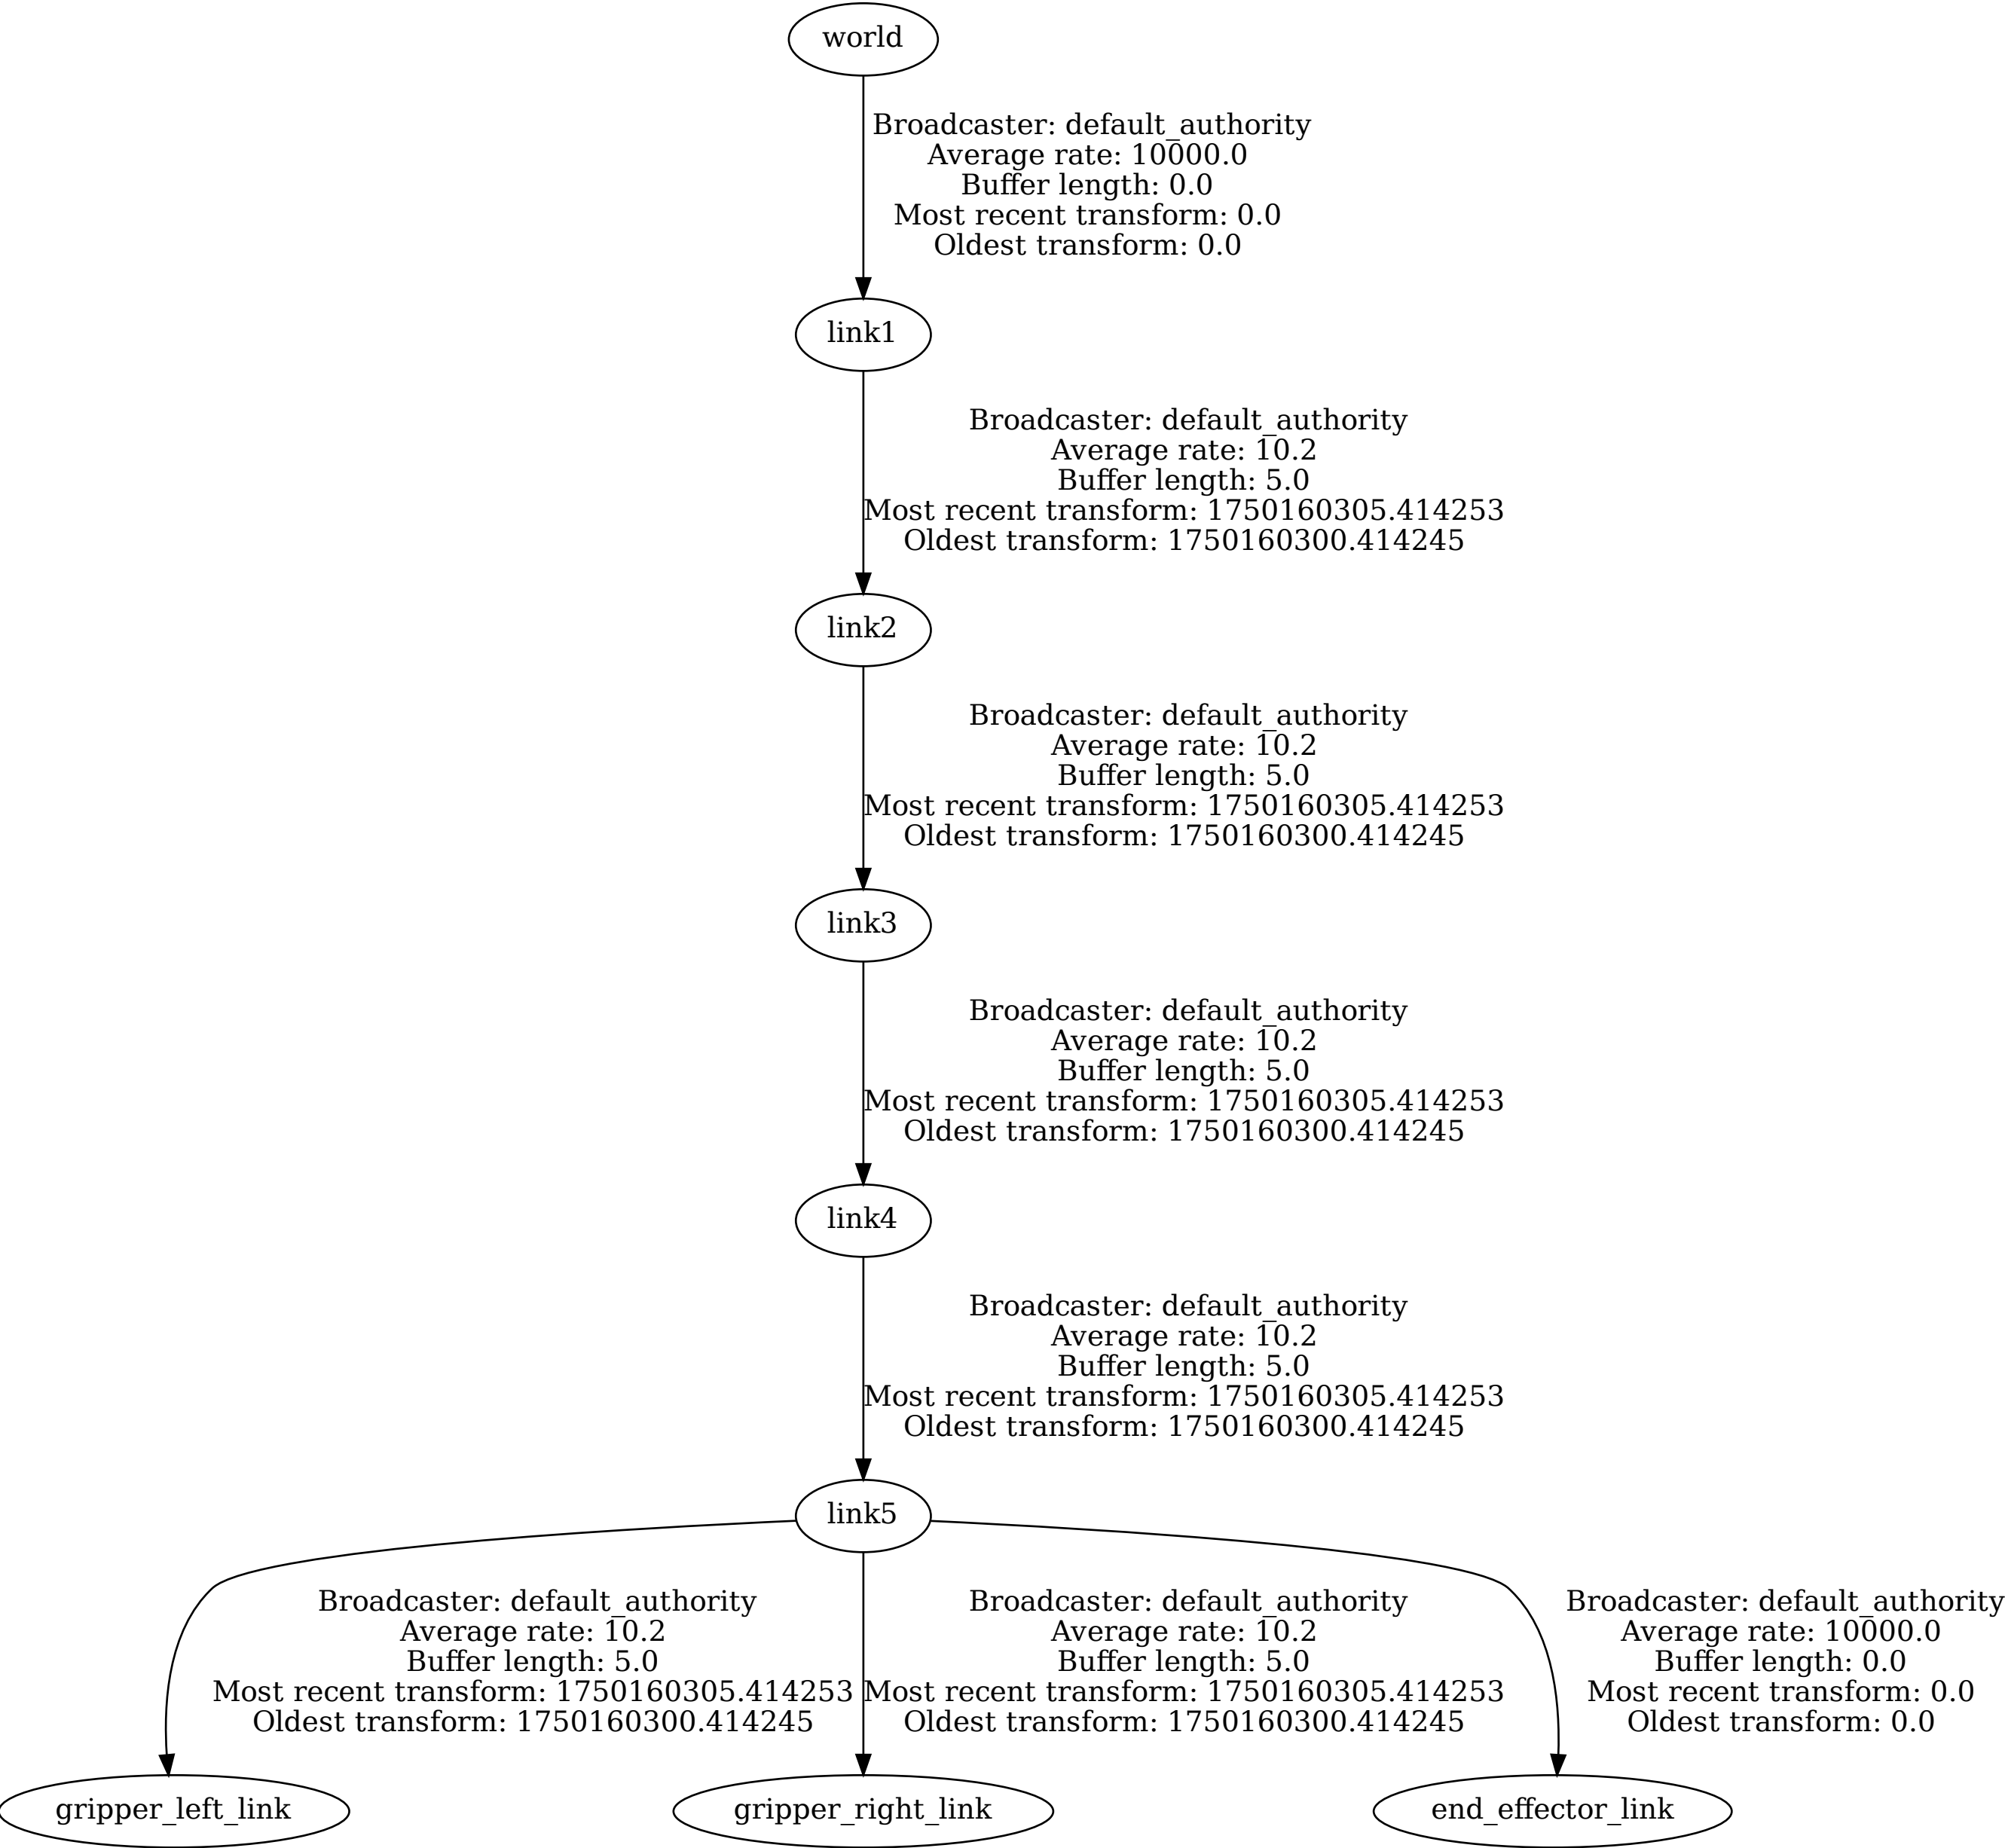 world
Broadcaster: default_authority
Average rate: 10000.0
Buffer length: 0.0
Most recent transform: 0.0
Oldest transform: 0.0
link1
Broadcaster: default_authority
Average rate: 10.2
Buffer length: 5.0
Most recent transform: 1750160305.414253
Oldest transform: 1750160300.414245
link2
Broadcaster: default_authority
Average rate: 10.2
Buffer length: 5.0
Most recent transform: 1750160305.414253
Oldest transform: 1750160300.414245
link3
Broadcaster: default_authority
Average rate: 10.2
Buffer length: 5.0
Most recent transform: 1750160305.414253
Oldest transform: 1750160300.414245
link4
Broadcaster: default_authority
Average rate: 10.2
Buffer length: 5.0
Most recent transform: 1750160305.414253
Oldest transform: 1750160300.414245
link5
Broadcaster: default_authority
Average rate: 10.2
Buffer length: 5.0
Most recent transform: 1750160305.414253
Oldest transform: 1750160300.414245
Broadcaster: default_authority
Average rate: 10.2
Buffer length: 5.0
Most recent transform: 1750160305.414253
Oldest transform: 1750160300.414245
Broadcaster: default_authority
Average rate: 10000.0
Buffer length: 0.0
Most recent transform: 0.0
Oldest transform: 0.0
gripper_left_link
gripper_right_link
end_effector_link